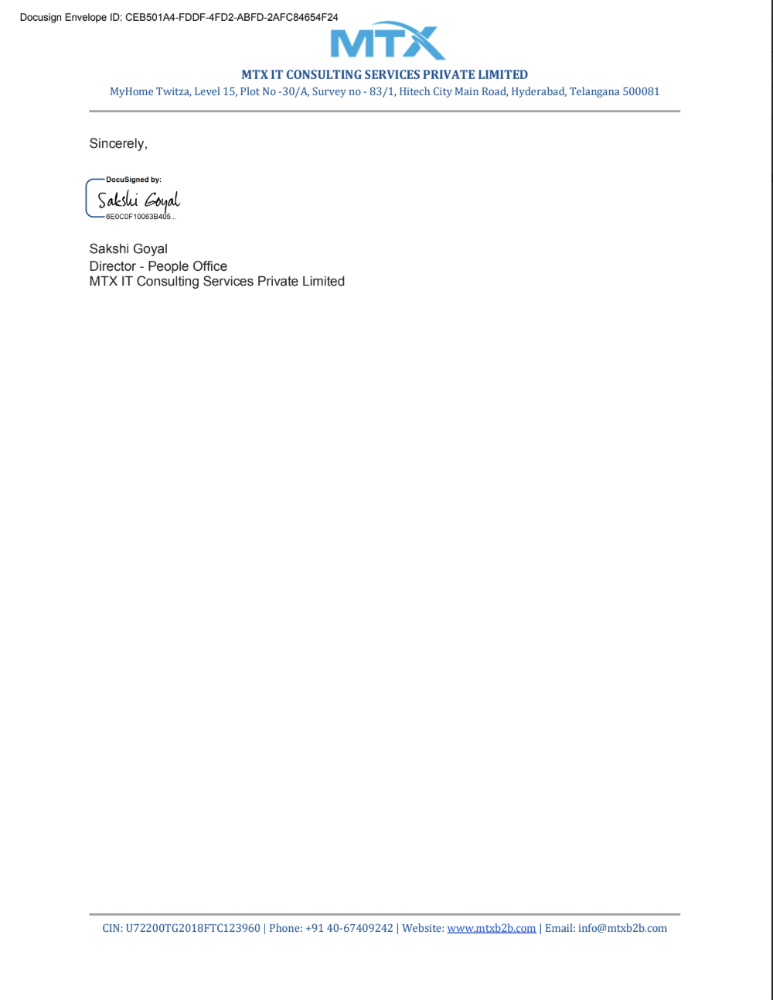 Docusign Envelope ID: CEB501A4-FDDF-4FD2-ABFD-2AFC84654F24
MTX
MTX IT CONSULTING SERVICES PRIVATE LIMITED
MyHome Twitza, Level 15, Plot No -30/A, Survey no - 83/1, Hitech City Main Road, Hyderabad, Telangana 500081
Sincerely,
DocuSigned by:
Sakshi Goyal
6E0C0F10063B405...
Sakshi Goyal
Director - People Office
MTX IT Consulting Services Private Limited
CIN: U72200TG2018FTC123960 | Phone: +91 40-67409242 | Website: www.mtxb2b.com | Email: info@mtxb2b.com